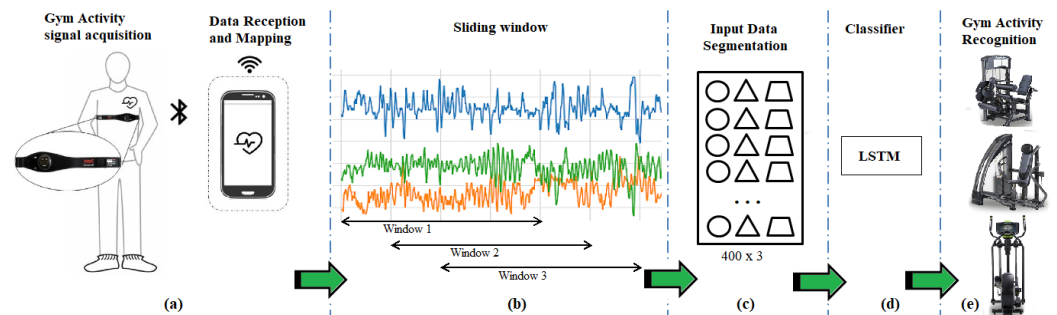 Gym Activity
signal acquisition
Data Reception
and Mapping
Sliding window
Input Data
Segmentation
Classifier
Gym Activity
Recognition
LSTM
...
Window 1
Window 2
Window 3
400 x 3
(a)
(b)
(c)
(d)
(e)